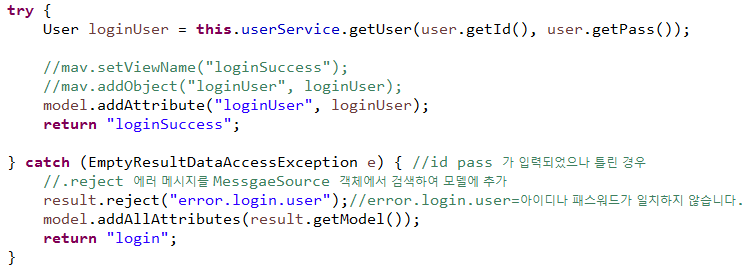 try {
User loginUser = this.userService.getUser(user.getId(), user.getPass());
//mav.setViewName("loginSuccess");
//mav.addObject("loginUser", loginUser);
model.addAttribute("loginUser", loginUser);
return "loginSuccess";
} catch (EmptyResultDataAccessException e) { //id pass 가 입력되었으나 틀린 경우
//.reject 에러 메시지를 MessgaeSource 객체에서 검색하여 모델에 추가
result.reject("error.login.user");//error.login.user=아이디나 패스워드가 일치하지 않습니다.
model.addAllAttributes(result.getModel());
return "login";
}